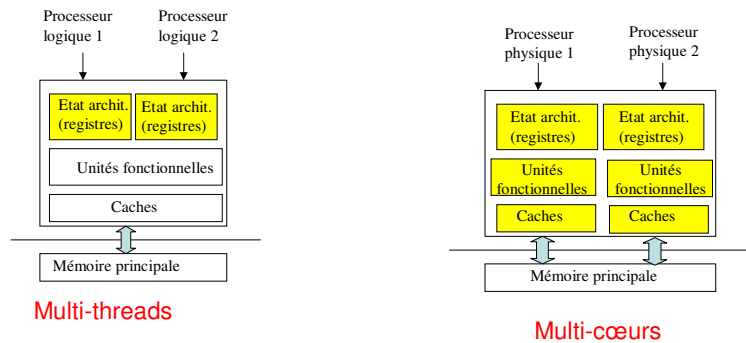 Processeur
logique 1
Processeur
logique 2
Etat archit.
(registres)
Etat archit.
(registres)
Unités fonctionnelles
Caches
Mémoire principale
Multi-threads
Processeur
physique 1
Processeur
physique 2
Etat archit.
(registres)
Etat archit.
(registres)
Unités
fonctionnelles
Unités
fonctionnelles
Caches
Caches
Mémoire principale
Multi-cœurs